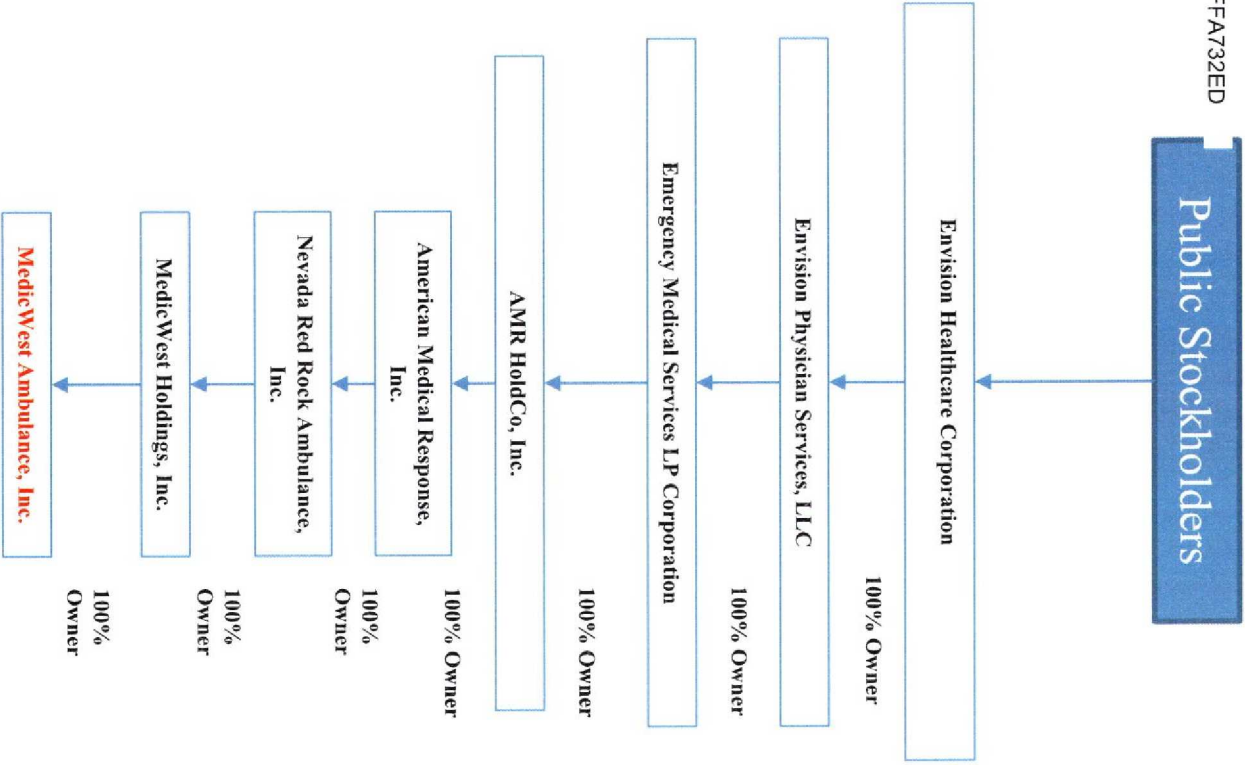 FFA732ED
Public Stockholders
Envision Healthcare Corporation
100% Owner
Envision Physician Services, LLC
100% Owner
Emergency Medical Services LP Corporation
100% Owner
AMR HoldCo, Inc.
100% Owner
American Medical Response,
Inc.
100%
Owner
Nevada Red Rock Ambulance,
Inc.
100%
Owner
MedicWest Holdings, Inc.
100%
Owner
MedicWest Ambulance, Inc.